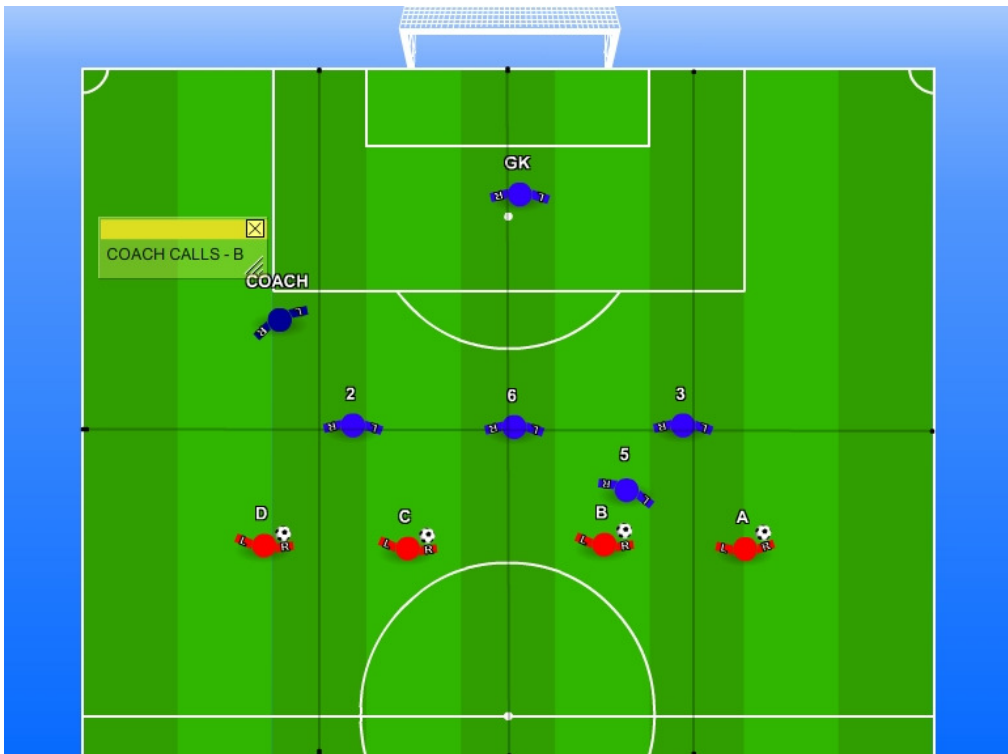 GK
R L
COACH CALLS - B
COACH
R L
2 6 3
R L R L R L
5
R L
D C B A
L R L R L R L R